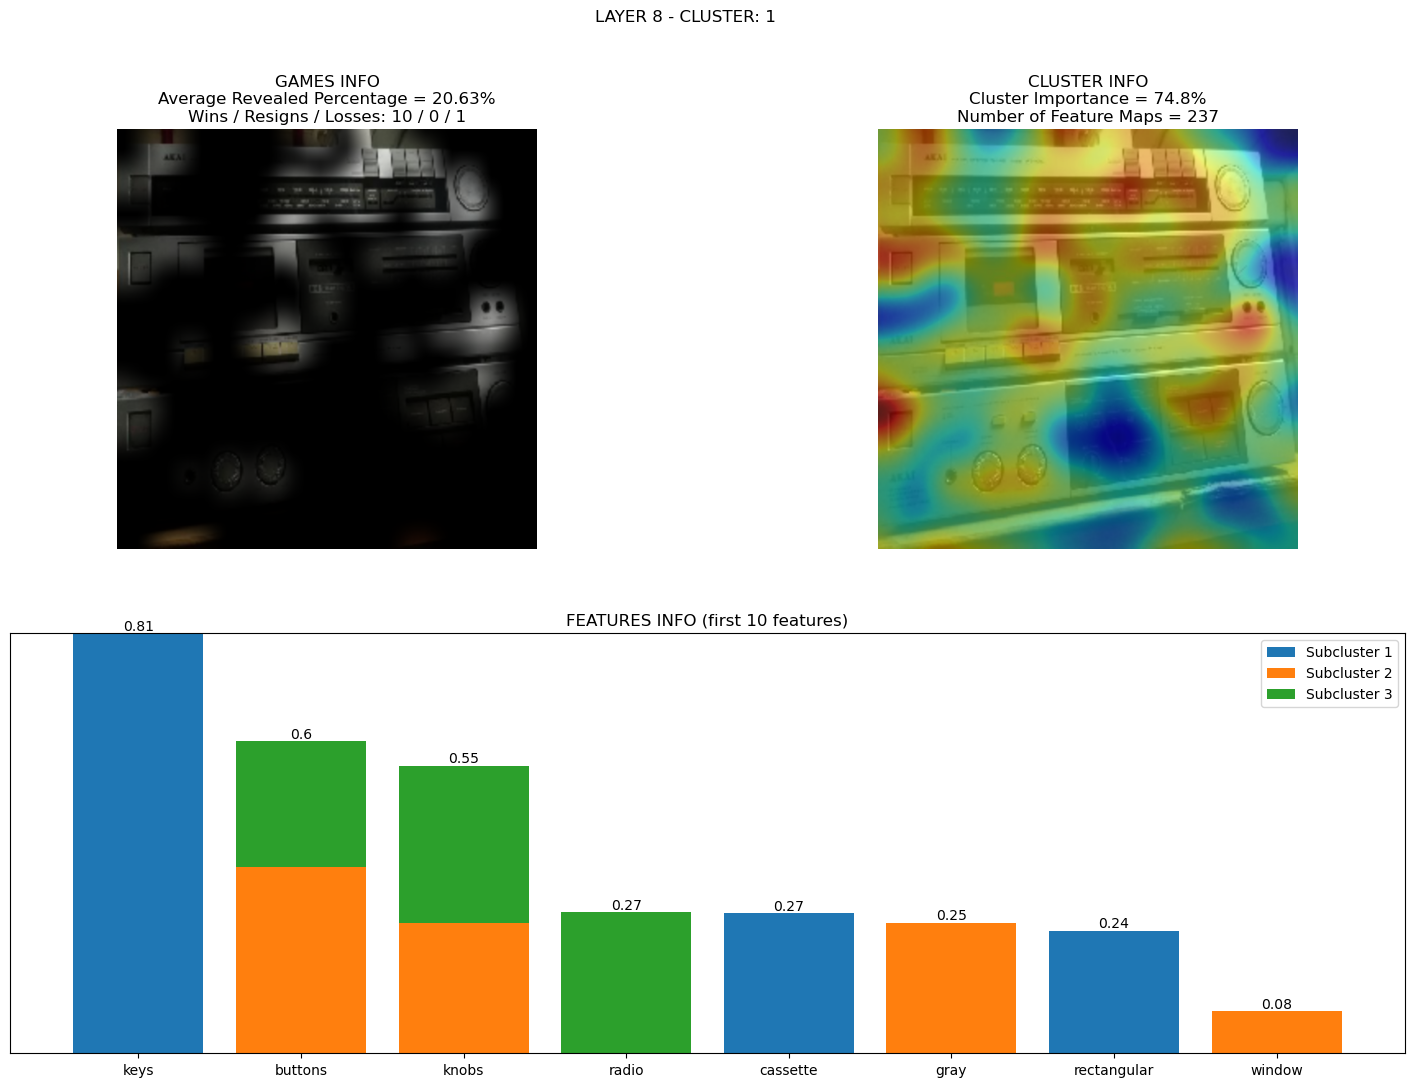 LAYER 8 - CLUSTER: 1
GAMES INFO
Average Revealed Percentage = 20.63%
Wins / Resigns / Losses: 10 / 0 / 1
CLUSTER INFO
Cluster Importance = 74.8%
Number of Feature Maps = 237
AKAI
AKAI
AKAI
FEATURES INFO (first 10 features)
0.81
0.6
0.55
0.27
0.27
0.25
0.24
0.08
Subcluster 1
Subcluster 2
Subcluster 3
keys
buttons
knobs
radio
cassette
gray
rectangular
window